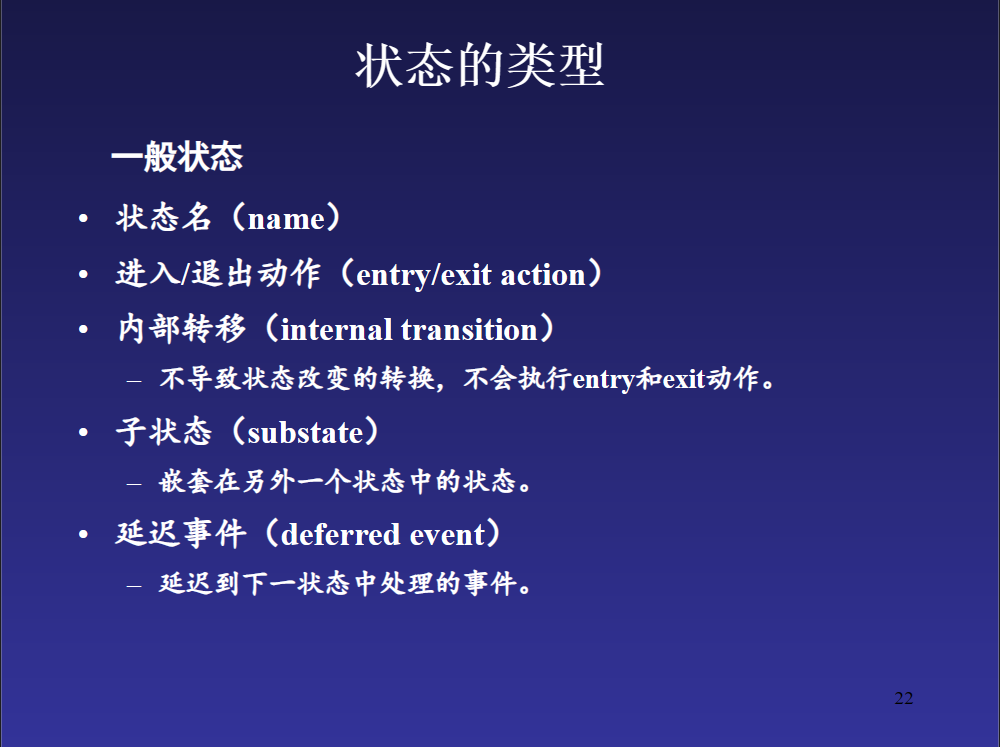 状态的类型
一般状态
• 状态名（name）
• 进入/退出动作（entry/exit action）
• 内部转移（internal transition）
– 不导致状态改变的转换，不会执行entry和exit动作。
• 子状态（substate）
– 嵌套在另外一个状态中的状态。
• 延迟事件（deferred event）
– 延迟到下一状态中处理的事件。
22